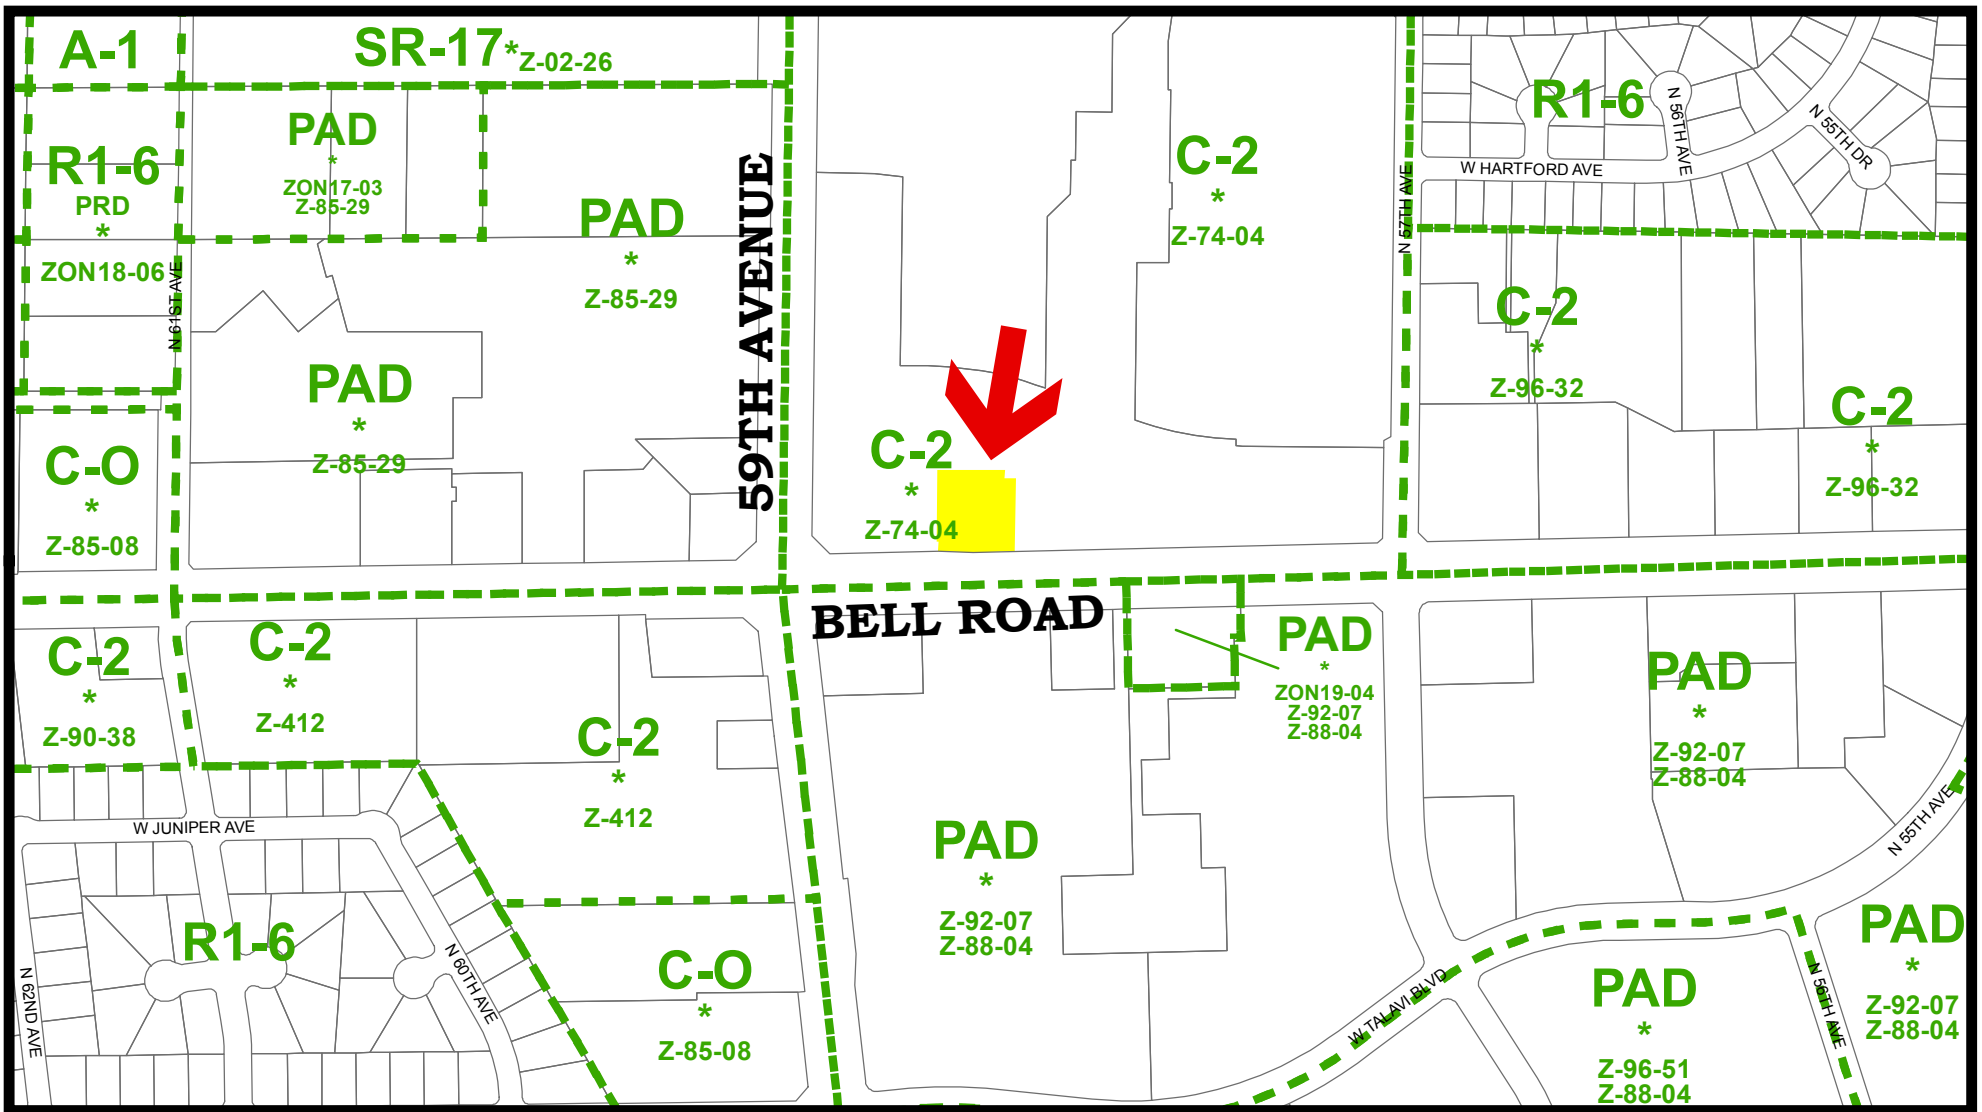 A-1
SR-17* Z-02-26
R1-6
PRD
*
ZON18-06
N 61ST AVE
PAD
*
ZON17-03
Z-85-29
PAD
*
Z-85-29
PAD
*
Z-85-29
C-O
*
Z-85-08
59TH AVENUE
C-2
*
Z-74-04
C-2
*
Z-74-04
N 57TH AVE
R1-6
W HARTFORD AVE
N 56TH AVE
N 55TH DR
C-2
*
Z-96-32
C-2
*
Z-96-32
BELL ROAD
C-2
*
Z-90-38
C-2
*
Z-412
C-2
*
Z-412
W JUNIPER AVE
R1-6
N 62ND AVE
N 60TH AVE
C-O
*
Z-85-08
PAD
*
Z-92-07
Z-88-04
PAD
*
ZON19-04
Z-92-07
Z-88-04
PAD
*
Z-92-07
Z-88-04
N 55TH AVE
W TALAVI BLVD
PAD
*
Z-96-51
Z-88-04
N 56TH AVE
PAD
*
Z-92-07
Z-88-04